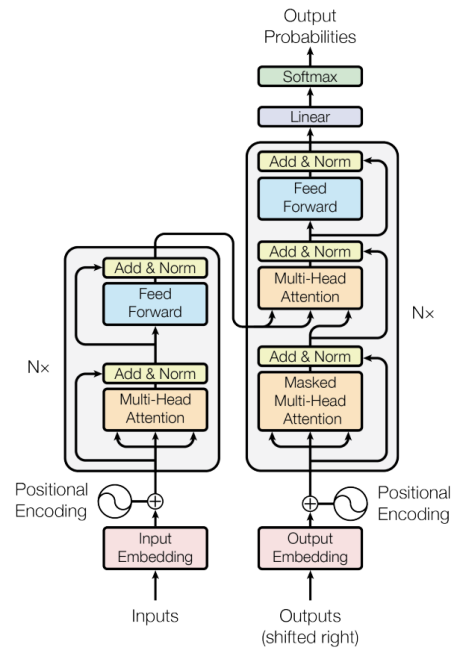 Output
Probabilities
Softmax
Linear
Add & Norm
Feed
Forward
Add & Norm
Multi-Head
Attention
Add & Norm
Masked
Multi-Head
Attention
N×
Positional
Encoding
Output
Embedding
Outputs
(shifted right)
Add & Norm
Feed
Forward
Add & Norm
Multi-Head
Attention
N×
Positional
Encoding
Input
Embedding
Inputs